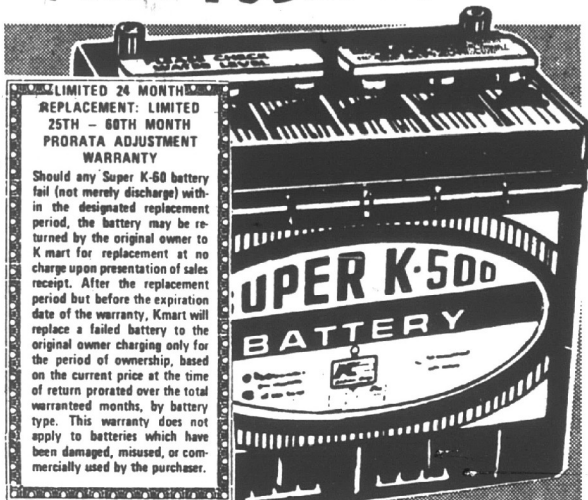 LIMITED 24 MONTH
REPLACEMENT: LIMITED
25TH – 60TH MONTH
PRORATA ADJUSTMENT
WARRANTY
Should any Super K-60 battery
fail (not merely discharge) with-
in the designated replacement
period, the battery may be re-
turned by the original owner to
K mart for replacement at no
charge upon presentation of sales
receipt. After the replacement
period but before the expiration
date of the warranty, Kmart will
replace a failed battery to the
original owner charging only for
the period of ownership, based
on the current price at the time
of return prorated over the total
warranteed months, by battery
type. This warranty does not
apply to batteries which have
been damaged, misused, or com-
mercially used by the purchaser.
WATER LEVEL
UPER K·500
BATTERY